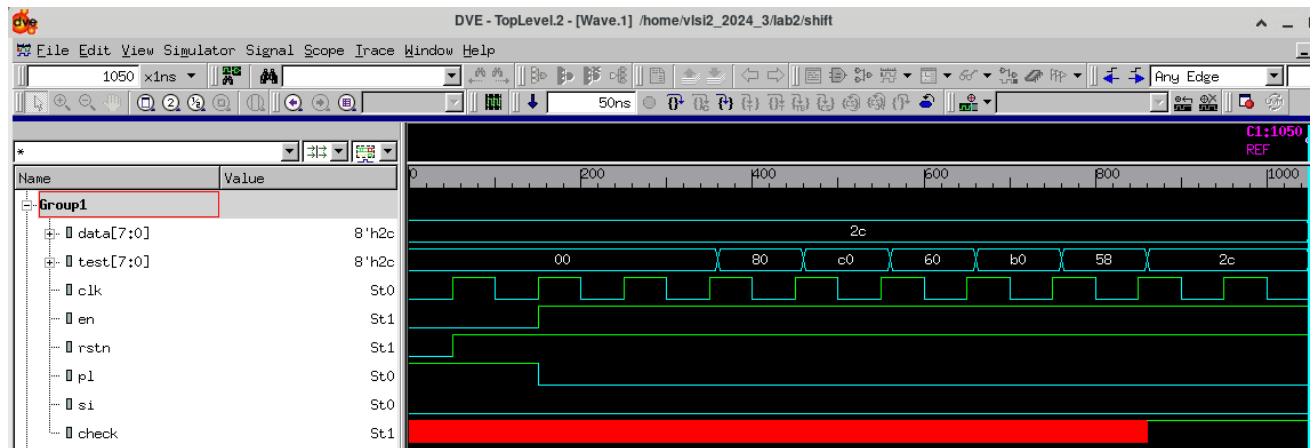 dve DVE - TopLevel.2 - [Wave.1] /home/vlsi2_2024_3/lab2/shift
File Edit View Simulator Signal Scope Trace Window Help
1050 x1ns Any Edge
50ns
C1:1050
REF
*
Name Value 0 200 400 600 800 1000
Group1
data[7:0] 8'h2c 2c
test[7:0] 8'h2c 00 80 c0 60 b0 58 2c
clk St0
en St1
rstn St1
pl St0
si St0
check St1